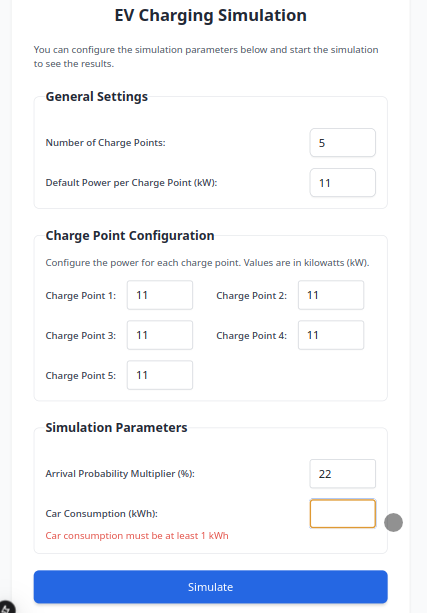 EV Charging Simulation
You can configure the simulation parameters below and start the simulation
to see the results.
General Settings
Number of Charge Points: 5
Default Power per Charge Point (kW): 11
Charge Point Configuration
Configure the power for each charge point. Values are in kilowatts (kW).
Charge Point 1: 11 Charge Point 2: 11
Charge Point 3: 11 Charge Point 4: 11
Charge Point 5: 11
Simulation Parameters
Arrival Probability Multiplier (%): 22
Car Consumption (kWh):
Car consumption must be at least 1 kWh
Simulate